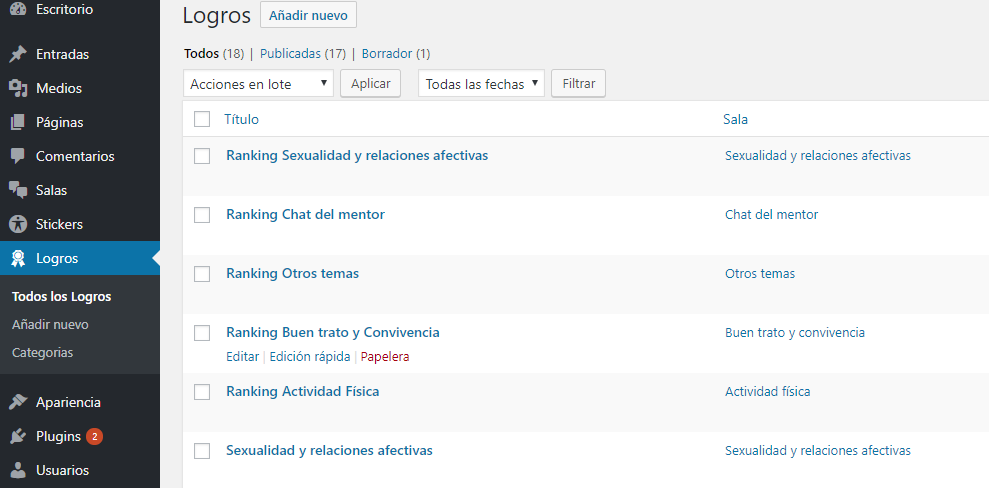 Escritorio
Entradas
Medios
Páginas
Comentarios
Salas
Stickers
Logros
Todos los Logros
Añadir nuevo
Categorias
Apariencia
Plugins 2
Usuarios
Logros Añadir nuevo
Todos (18) | Publicadas (17) | Borrador (1)
Acciones en lote Aplicar Todas las fechas Filtrar
Título Sala
Ranking Sexualidad y relaciones afectivas Sexualidad y relaciones afectivas
Ranking Chat del mentor Chat del mentor
Ranking Otros temas Otros temas
Ranking Buen trato y Convivencia Buen trato y convivencia
Editar | Edición rápida | Papelera
Ranking Actividad Física Actividad física
Sexualidad y relaciones afectivas Sexualidad y relaciones afectivas